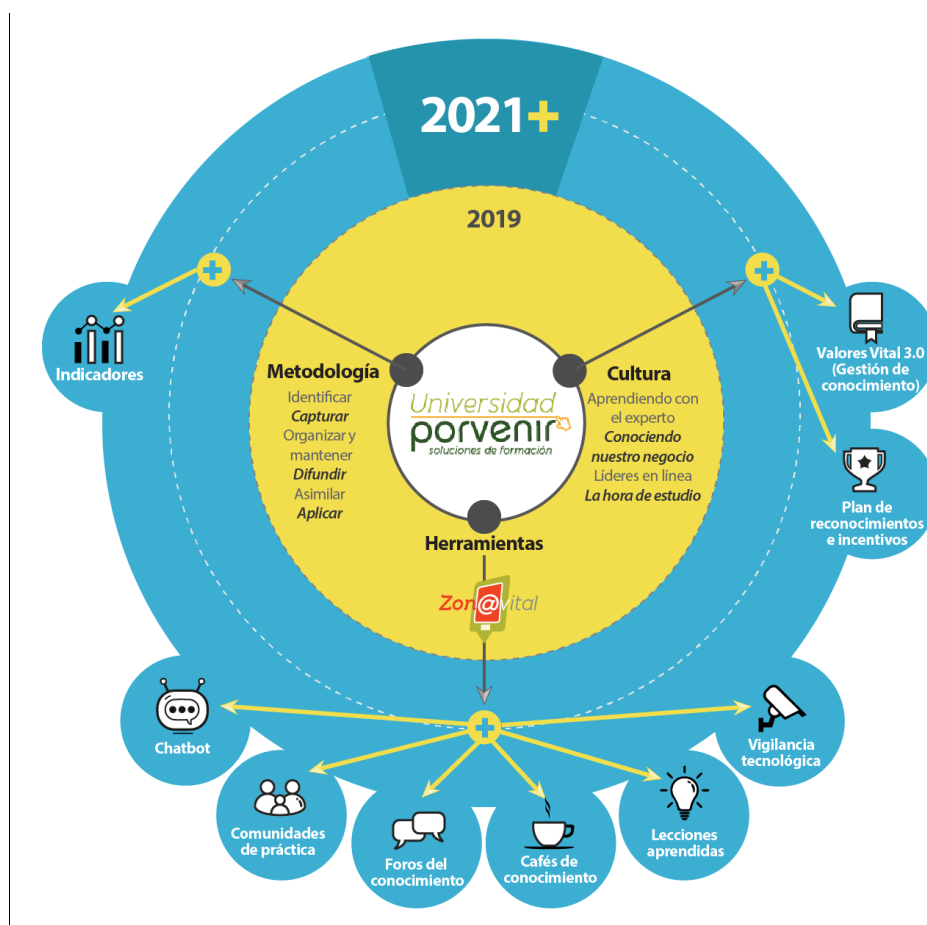 2021+
2019
Indicadores
Metodología
Identificar
Capturar
Organizar y
mantener
Difundir
Asimilar
Aplicar
Universidad
porvenir
soluciones de formación
Cultura
Aprendiendo con
el experto
Conociendo
nuestro negocio
Líderes en línea
La hora de estudio
Valores Vital 3.0
(Gestión de
conocimiento)
Plan de
reconocimientos
e incentivos
Herramientas
Zon@vital
Chatbot
Comunidades
de práctica
Foros del
conocimiento
Cafés de
conocimiento
Lecciones
aprendidas
Vigilancia
tecnológica